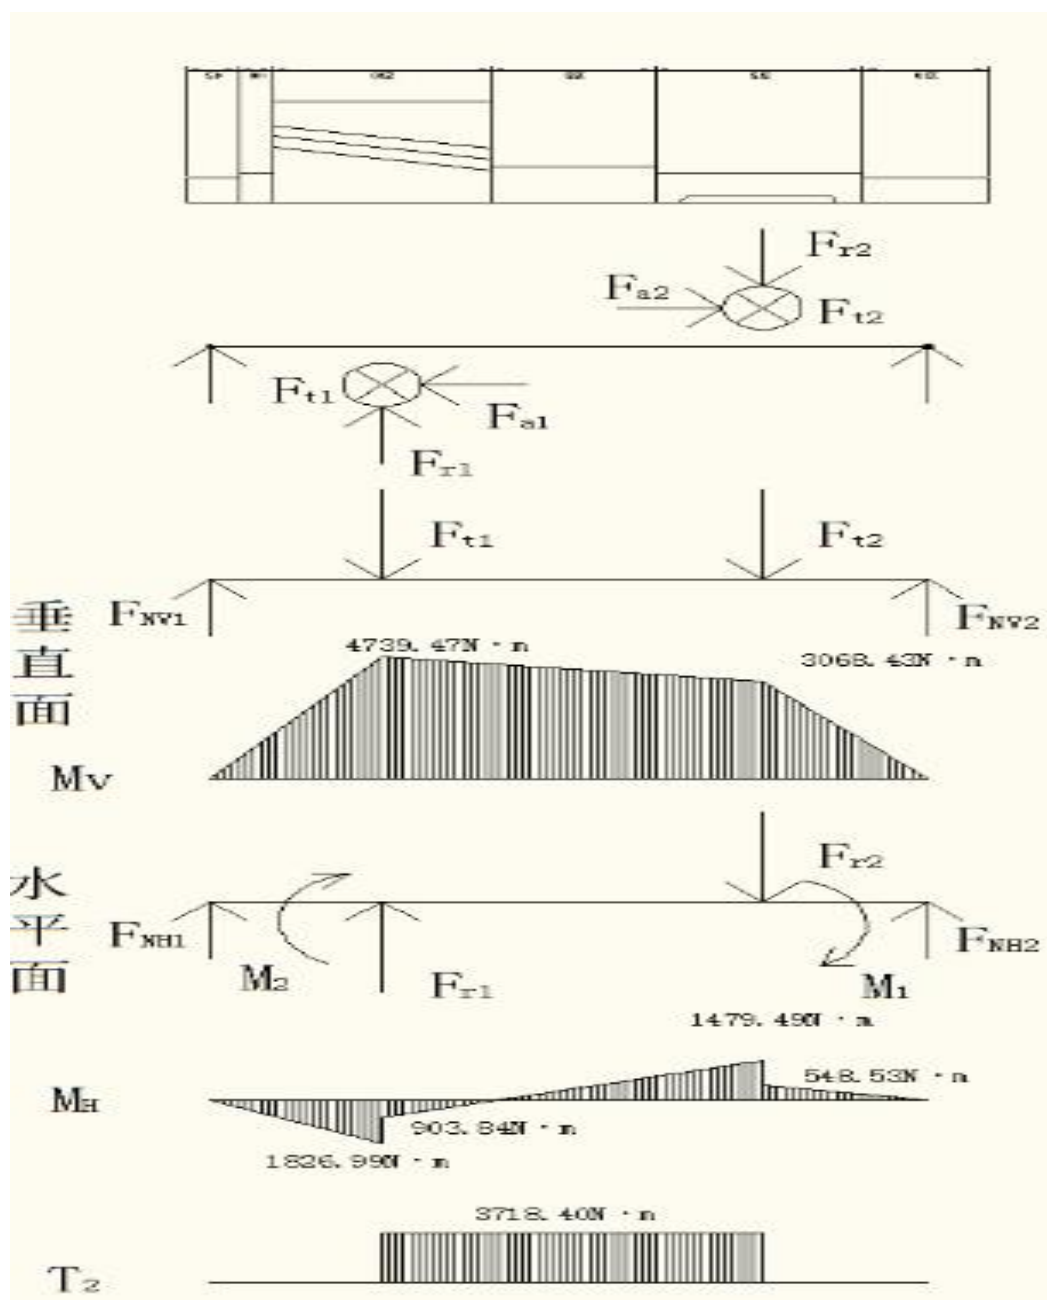 Fr2
Fa2
Ft2
Ft1
Fa1
Fr1
Ft1
Ft2
垂直面
FNV1
FNV2
4739.47N·m
3068.43N·m
MV
水平面
Fr2
FNH1
FNH2
M2
Fr1
M1
1479.49N·m
MH
548.53N·m
903.84N·m
1826.99N·m
3718.40N·m
T2